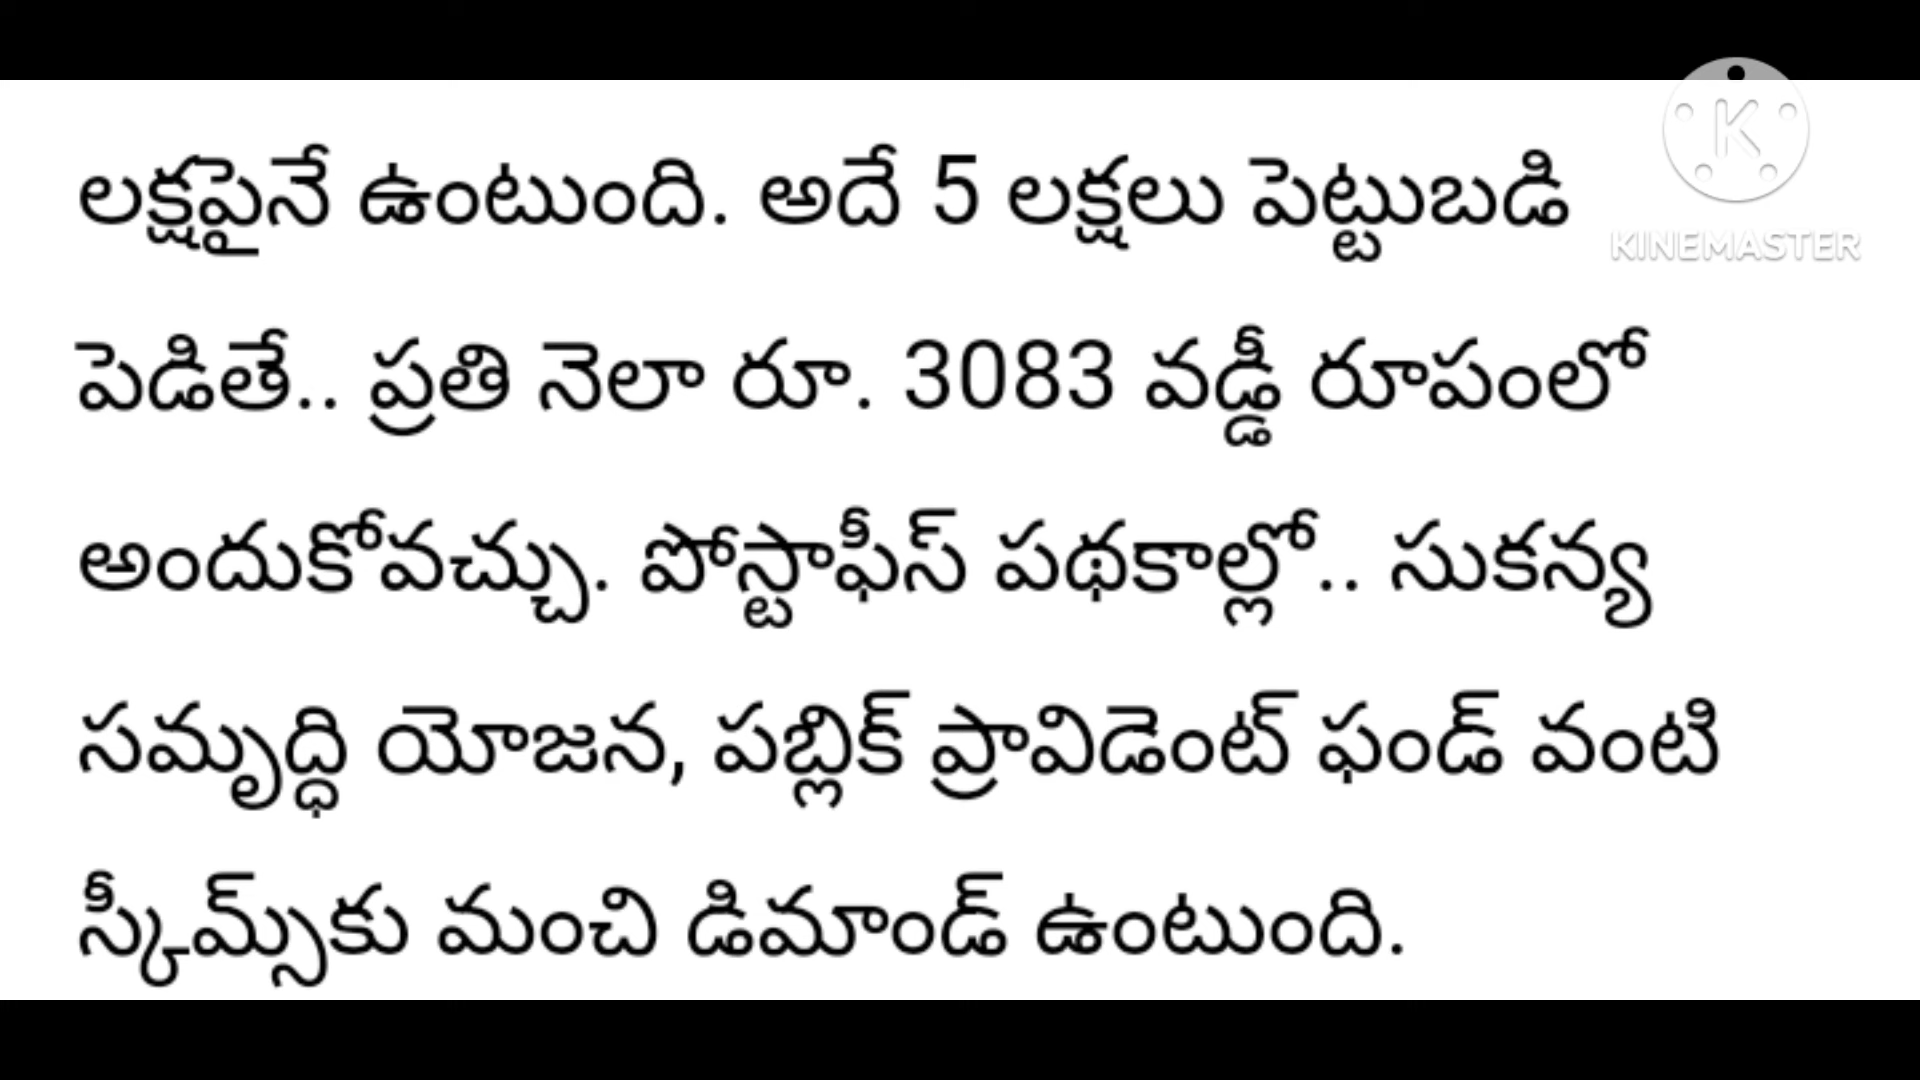 లక్షపైనే ఉంటుంది. అదే 5 లక్షలు పెట్టుబడి
పెడితే.. ప్రతి నెలా రూ. 3083 వడ్డీ రూపంలో
అందుకోవచ్చు. పోస్టాఫీస్ పథకాల్లో.. సుకన్య
సమృద్ధి యోజన, పబ్లిక్ ప్రావిడెంట్ ఫండ్ వంటి
స్కీమ్స్‌కు మంచి డిమాండ్ ఉంటుంది.
K
KINEMASTER